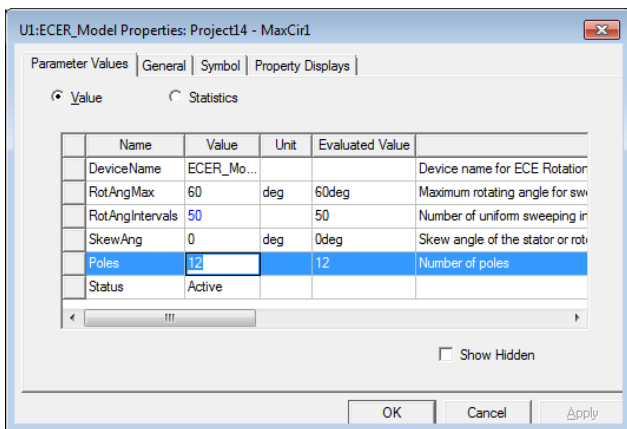 U1:ECER_Model Properties: Project14 - MaxCir1
Parameter Values General Symbol Property Displays
Value Statistics
Name Value Unit Evaluated Value
DeviceName ECER_Mo... Device name for ECE Rotation
RotAngMax 60 deg 60deg Maximum rotating angle for swe
RotAngIntervals 50 50 Number of uniform sweeping in
SkewAng 0 deg 0deg Skew angle of the stator or roto
Poles 12 12 Number of poles
Status Active
Show Hidden
OK Cancel Apply